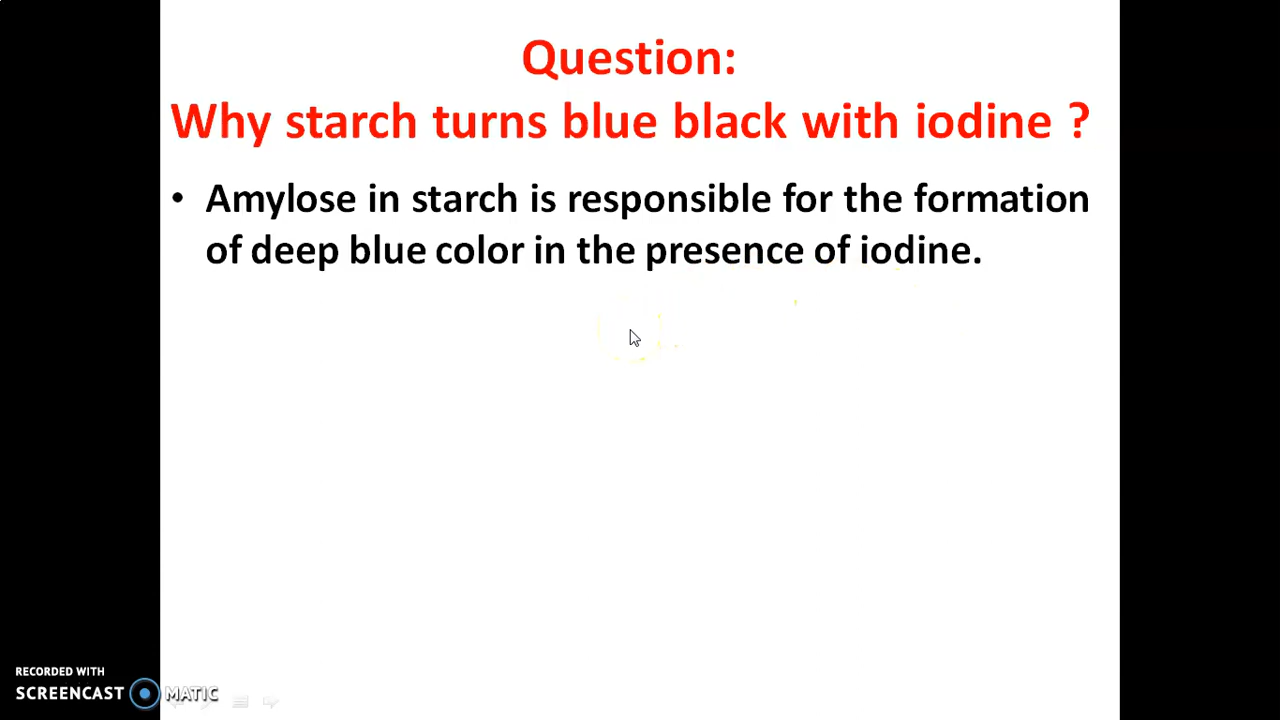 Question:
Why starch turns blue black with iodine ?
• Amylose in starch is responsible for the formation
of deep blue color in the presence of iodine.
RECORDED WITH
SCREENCAST MATIC